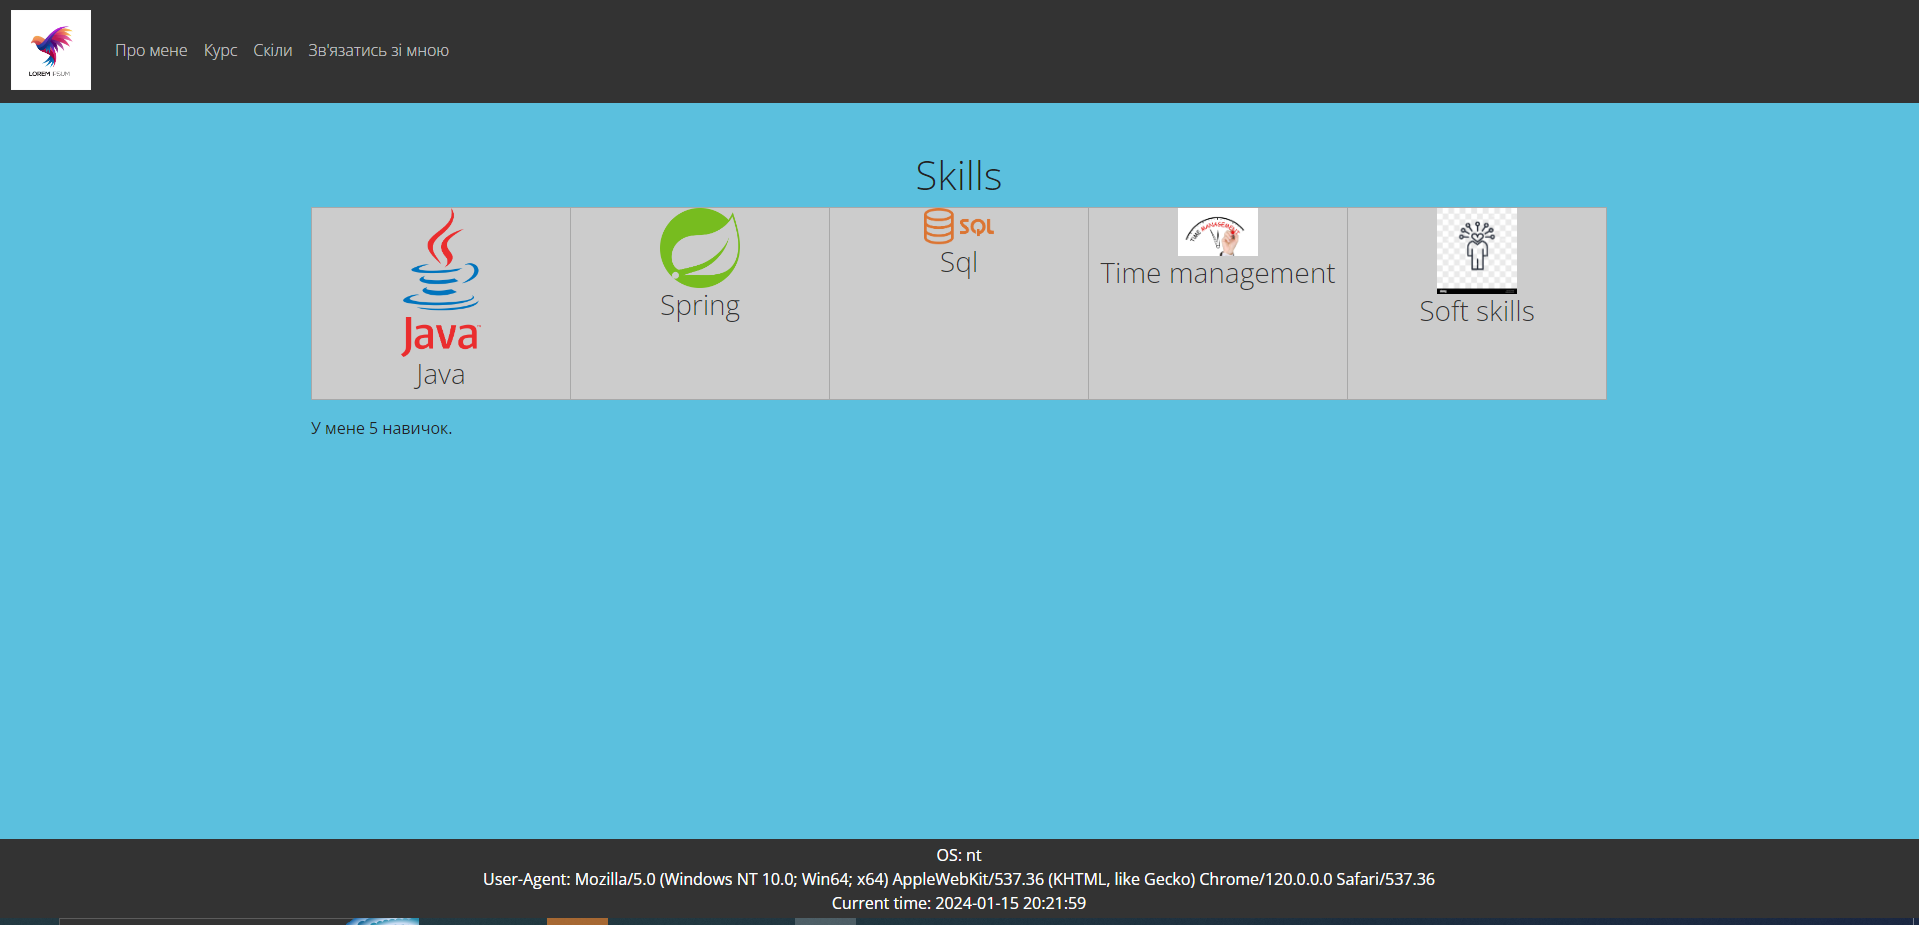 LOREM IPSUM
Про мене Курс Скіли Зв'язатись зі мною
Skills
Java
Java
Spring
SQL
Sql
TIME MANAGEMENT
Time management
Soft skills
У мене 5 навичок.
OS: nt
User-Agent: Mozilla/5.0 (Windows NT 10.0; Win64; x64) AppleWebKit/537.36 (KHTML, like Gecko) Chrome/120.0.0.0 Safari/537.36
Current time: 2024-01-15 20:21:59